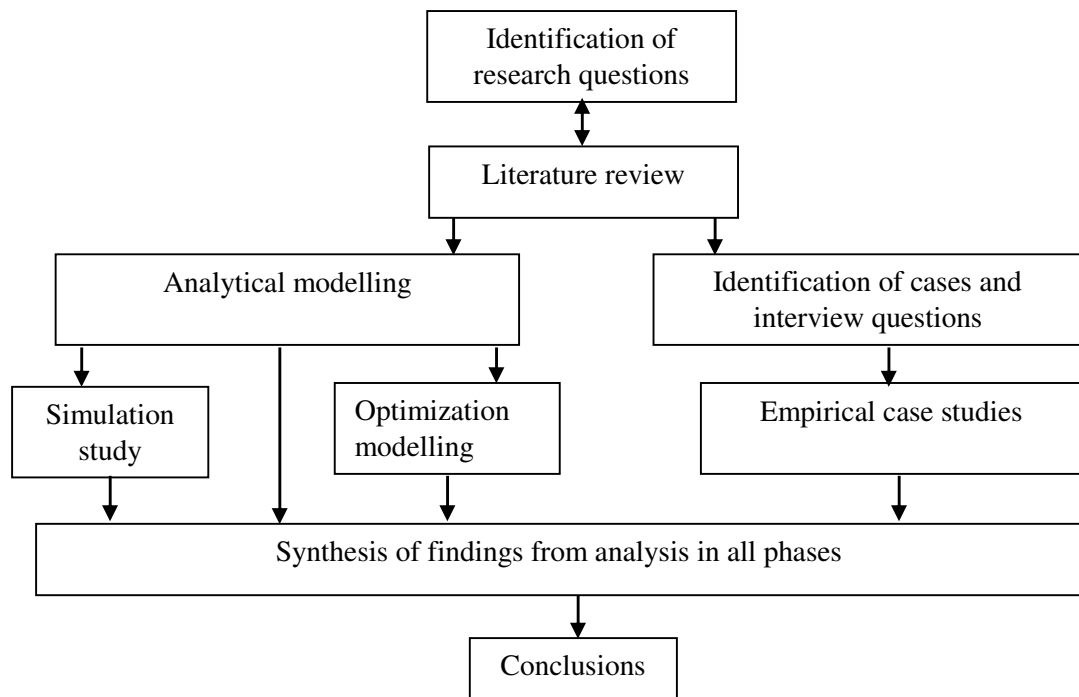 Identification of
research questions
Literature review
Analytical modelling
Identification of cases and
interview questions
Simulation
study
Optimization
modelling
Empirical case studies
Synthesis of findings from analysis in all phases
Conclusions